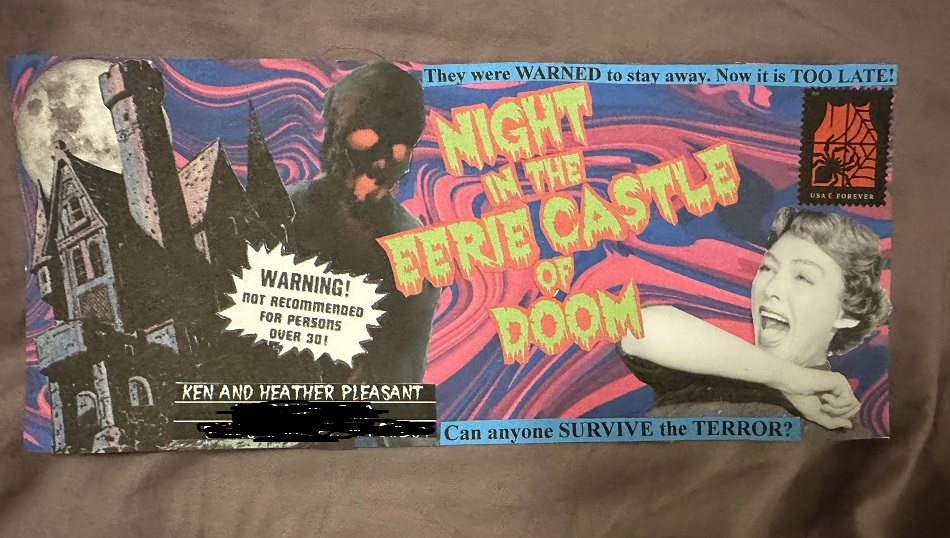 They were WARNED to stay away. Now it is TOO LATE!
NIGHT
IN THE
EERIE CASTLE
OF
DOOM
USA FOREVER
WARNING!
NOT RECOMMENDED
FOR PERSONS
OVER 30!
KEN AND HEATHER PLEASANT
Can anyone SURVIVE the TERROR?